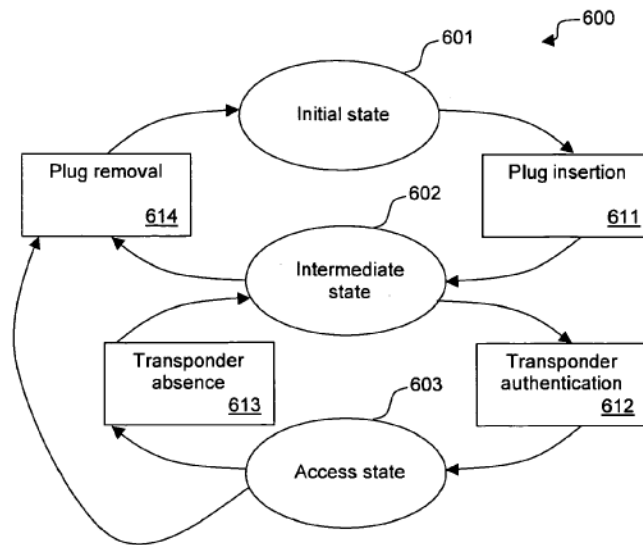 600
601
Initial state
Plug removal
614
Plug insertion
611
602
Intermediate
state
Transponder
absence
613
Transponder
authentication
612
603
Access state